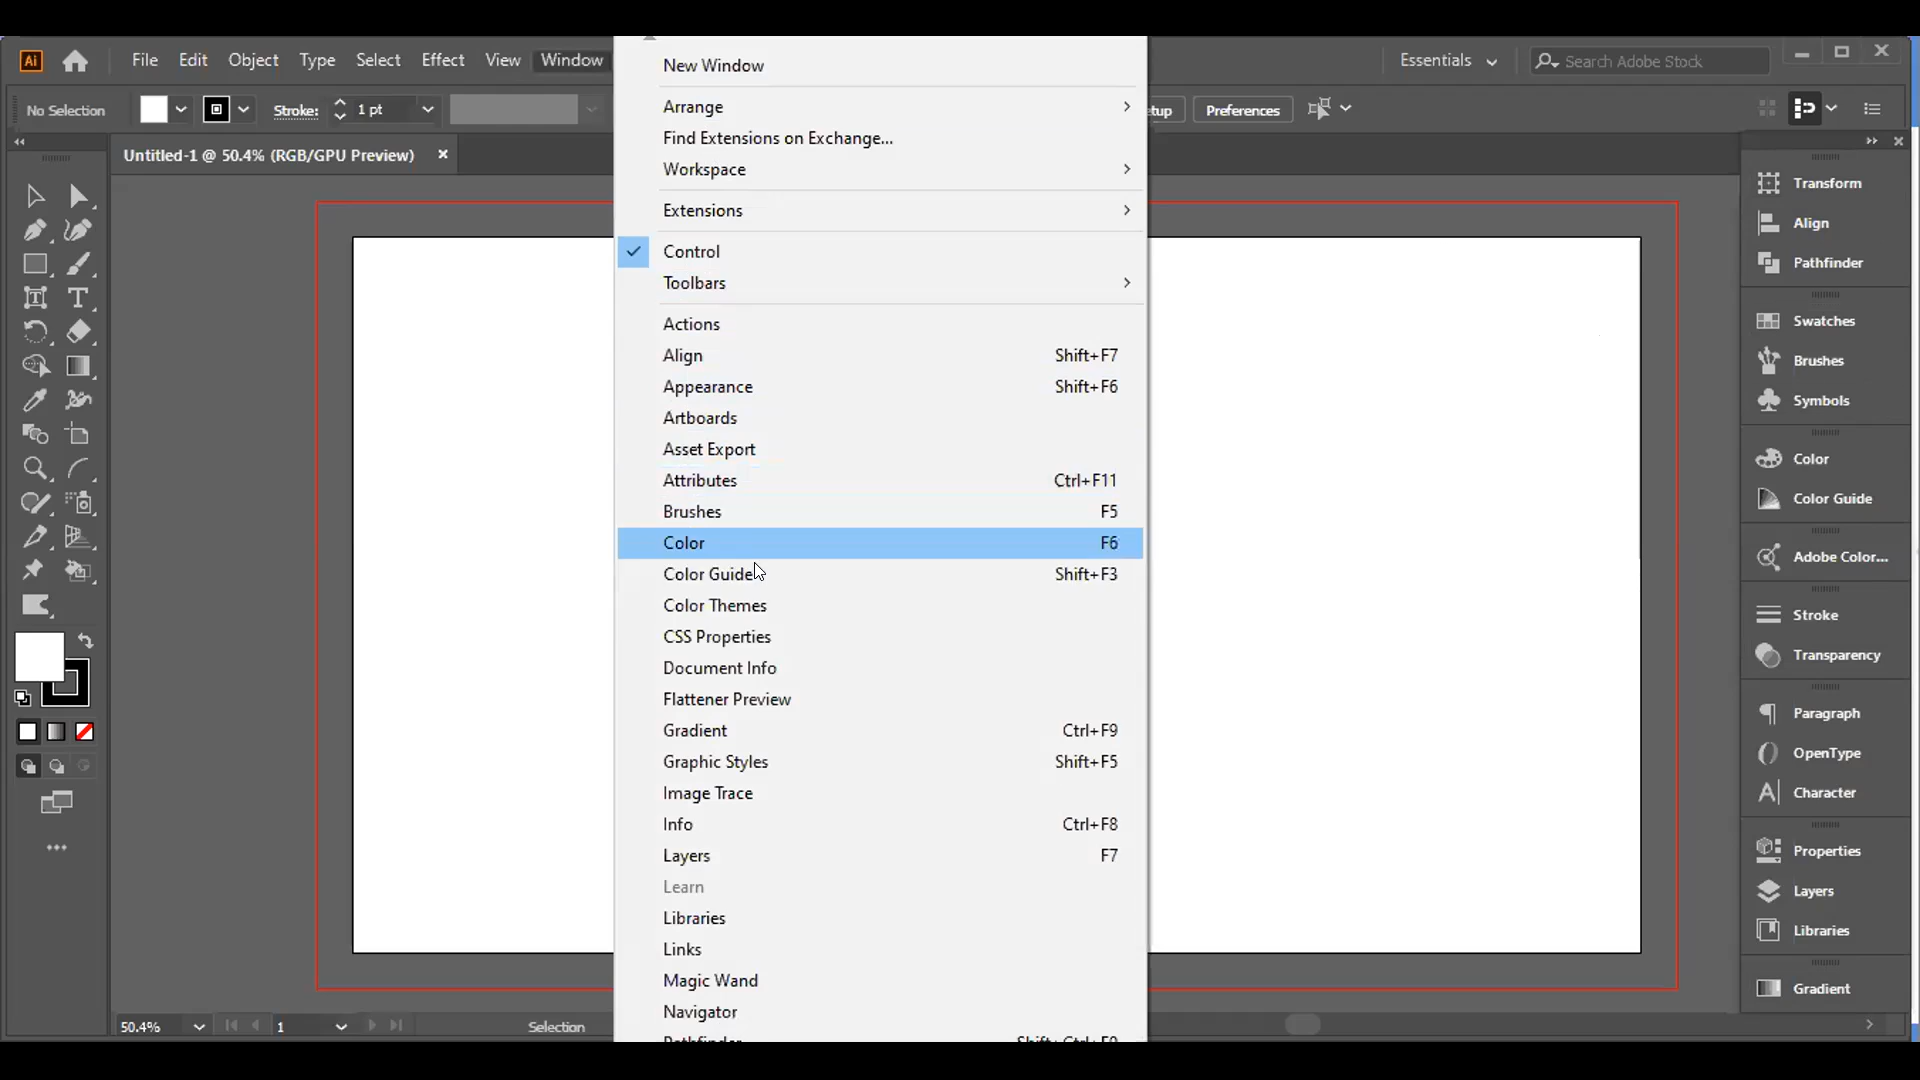 Ai
File Edit Object Type Select Effect View Window
Essentials
Search Adobe Stock
No Selection
Stroke:
1 pt
etup
Preferences
Untitled-1 @ 50.4% (RGB/GPU Preview)
New Window
Arrange
Find Extensions on Exchange...
Workspace
Extensions
Control
Toolbars
Actions
Align Shift+F7
Appearance Shift+F6
Artboards
Asset Export
Attributes Ctrl+F11
Brushes F5
Color F6
Color Guide Shift+F3
Color Themes
CSS Properties
Document Info
Flattener Preview
Gradient Ctrl+F9
Graphic Styles Shift+F5
Image Trace
Info Ctrl+F8
Layers F7
Learn
Libraries
Links
Magic Wand
Navigator
Pathfinder Shift+Ctrl+F9
Transform
Align
Pathfinder
Swatches
Brushes
Symbols
Color
Color Guide
Adobe Color...
Stroke
Transparency
Paragraph
OpenType
Character
Properties
Layers
Libraries
Gradient
50.4%
1
Selection